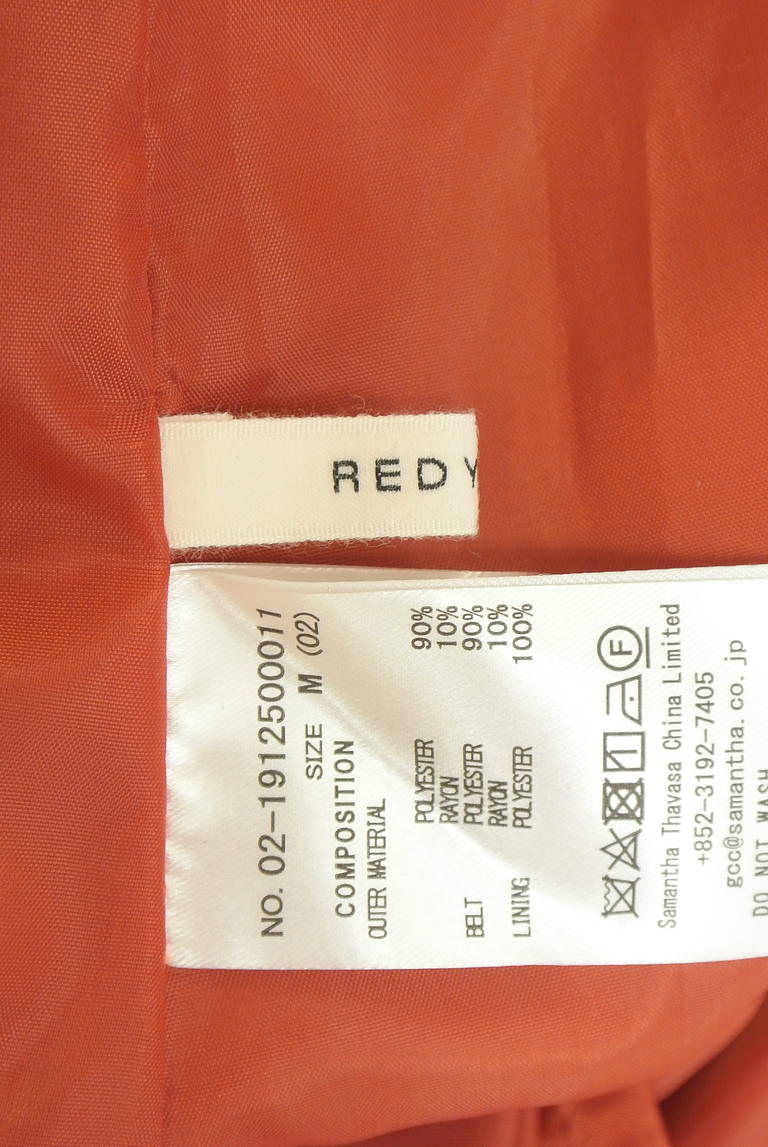 REDY
NO. 02-1912500011
SIZE M (02)
COMPOSITION
OUTER MATERIAL
POLYESTER 90%
RAYON 10%
BELT POLYESTER 90%
RAYON 10%
LINING POLYESTER 100%
F
Samantha Thavasa China Limited
+852-3192-7405
gcc@samantha.co.jp
DO NOT WASH